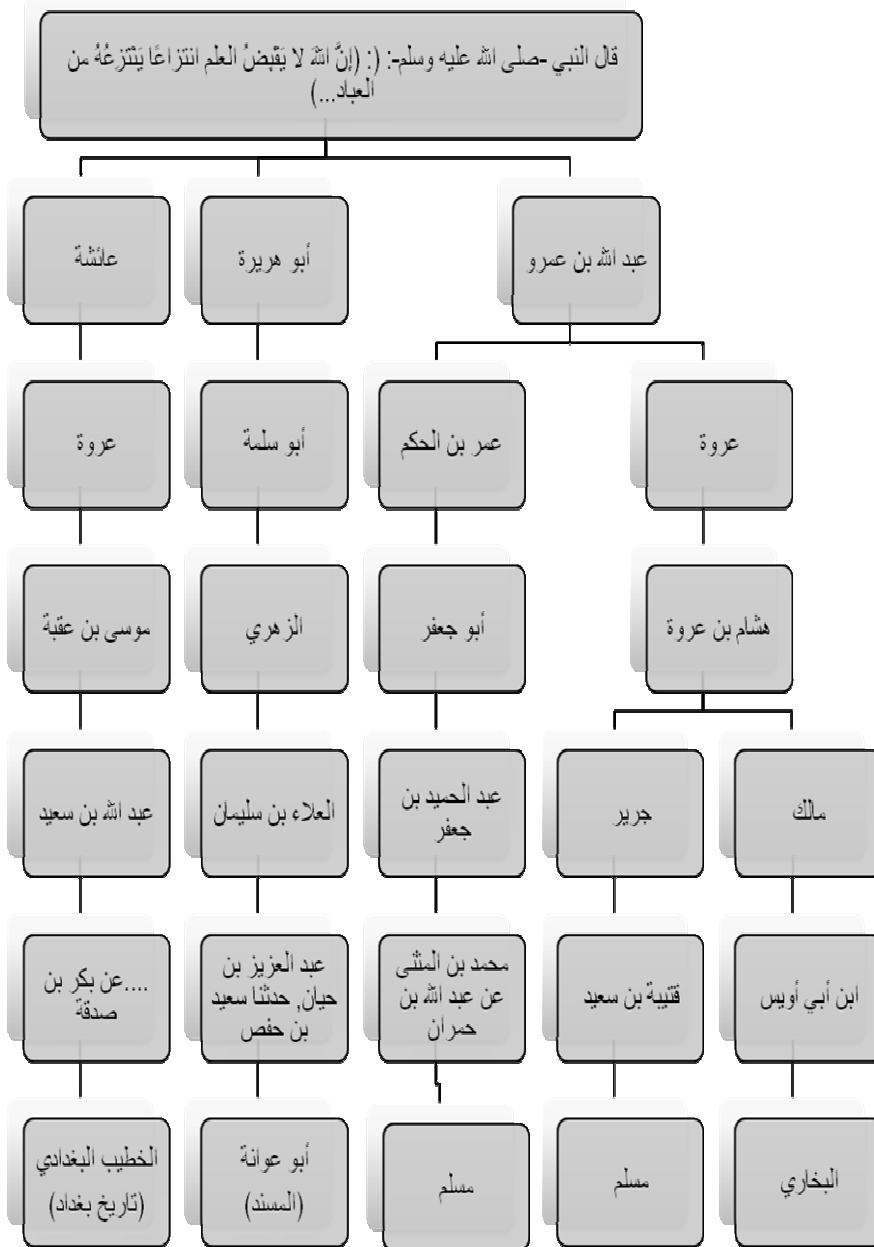 قال النبي -صلى الله عليه وسلم-: (: (إنَّ اللهَ لا يَقْبِضُ العلم انتزاعًا يَنْتزِعُهُ من
العباد...)
عبد الله بن عمرو
أبو هريرة
عائشة
عروة
عمر بن الحكم
أبو سلمة
عروة
هشام بن عروة
أبو جعفر
الزهري
موسى بن عقبة
مالك
جرير
عبد الحميد بن
جعفر
العلاء بن سليمان
عبد الله بن سعيد
ابن أبي أويس
قتيبة بن سعيد
محمد بن المثنى
عن عبد الله بن
حمران
عبد العزيز بن
حيان, حدثنا سعيد
بن حفص
....عن بكر بن
صدقة
البخاري
مسلم
مسلم
أبو عوانة
(المسند)
الخطيب البغدادي
(تاريخ بغداد)